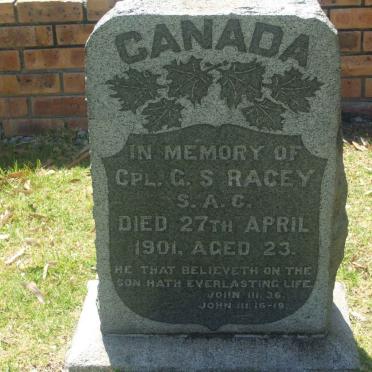 CANADA
IN MEMORY OF
CPL. G. S RACEY
S. A. C.
DIED 27TH APRIL
1901, AGED 23.
HE THAT BELIEVETH ON THE
SON HATH EVERLASTING LIFE.
JOHN III. 36.
JOHN III. 16-19